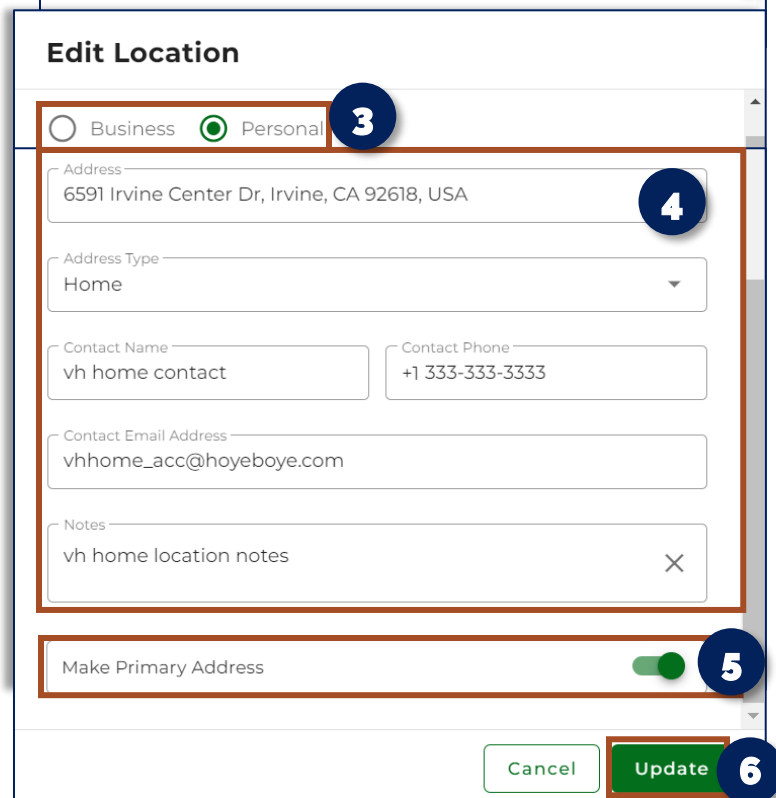 Edit Location
Business Personal 3
Address
6591 Irvine Center Dr, Irvine, CA 92618, USA
4
Address Type
Home
Contact Name Contact Phone
vh home contact +1 333-333-3333
Contact Email Address
vhhome_acc@hoyeboye.com
Notes
vh home location notes
Make Primary Address 5
Cancel Update 6